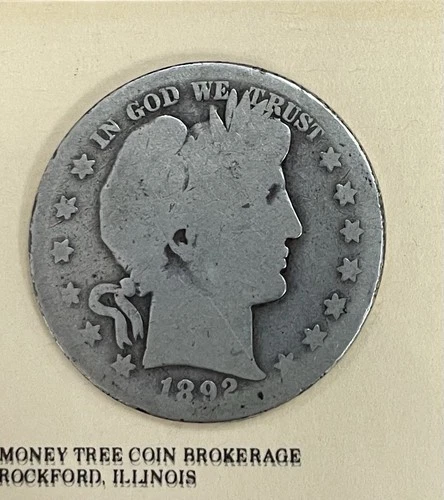 IN GOD WE TRUST
1892
MONEY TREE COIN BROKERAGE
ROCKFORD, ILLINOIS